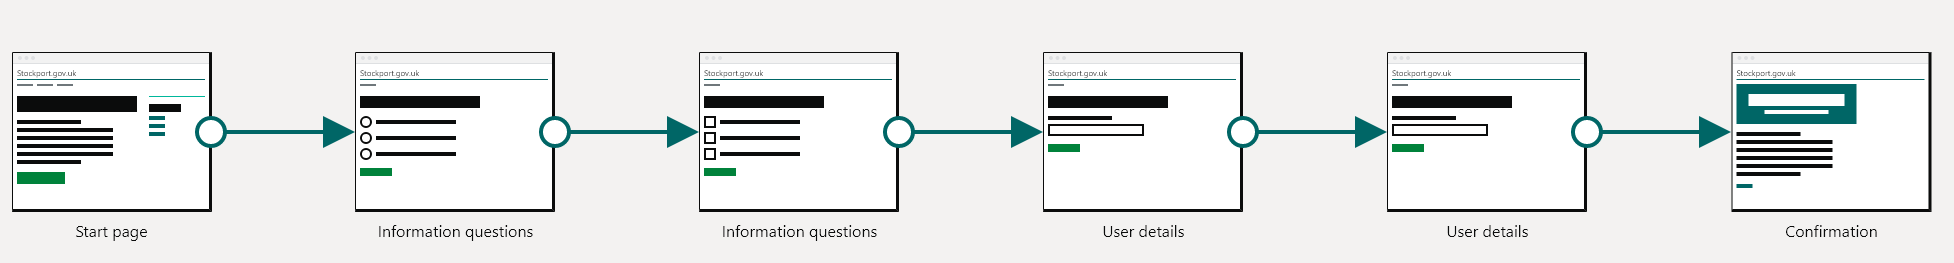 Stockport.gov.uk
Stockport.gov.uk
Stockport.gov.uk
Stockport.gov.uk
Stockport.gov.uk
Stockport.gov.uk
Start page
Information questions
Information questions
User details
User details
Confirmation